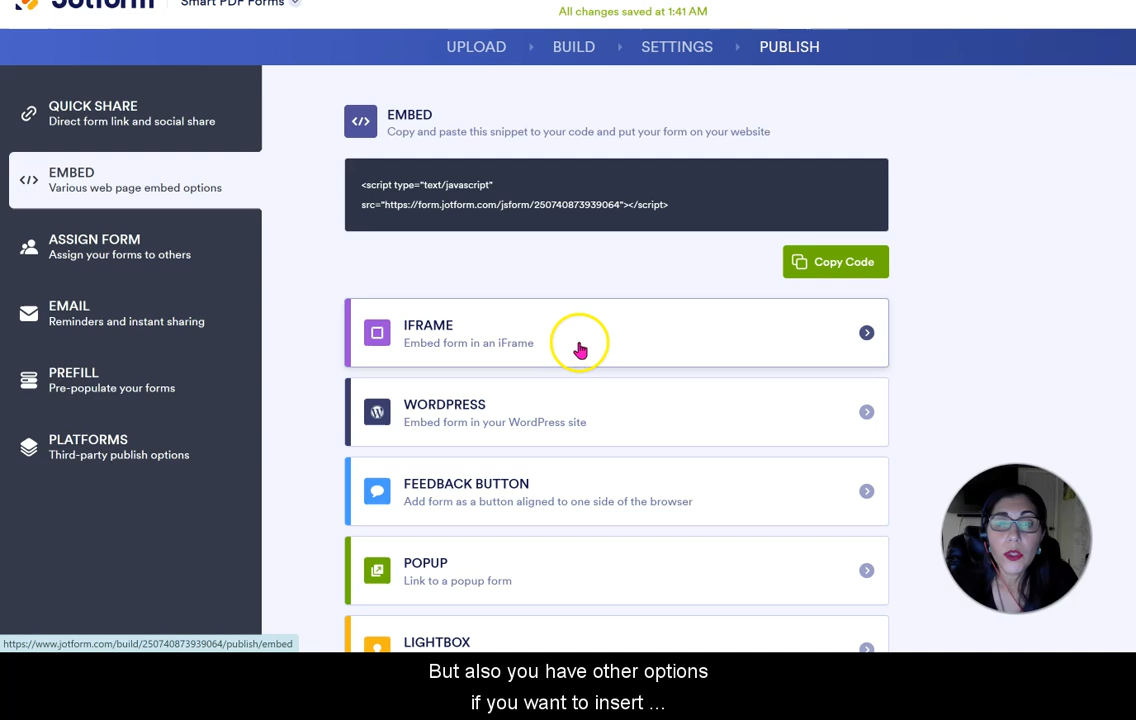 Jotform
Smart PDF Forms
All changes saved at 1:41 AM
UPLOAD
BUILD
SETTINGS
PUBLISH
QUICK SHARE
Direct form link and social share
EMBED
Various web page embed options
ASSIGN FORM
Assign your forms to others
EMAIL
Reminders and instant sharing
PREFILL
Pre-populate your forms
PLATFORMS
Third-party publish options
EMBED
Copy and paste this snippet to your code and put your form on your website
<script type="text/javascript"
src="https://form.jotform.com/jsform/250740873939064"></script>
Copy Code
IFRAME
Embed form in an iFrame
WORDPRESS
Embed form in your WordPress site
FEEDBACK BUTTON
Add form as a button aligned to one side of the browser
POPUP
Link to a popup form
LIGHTBOX
https://www.jotform.com/build/250740873939064/publish/embed
But also you have other options
if you want to insert ...